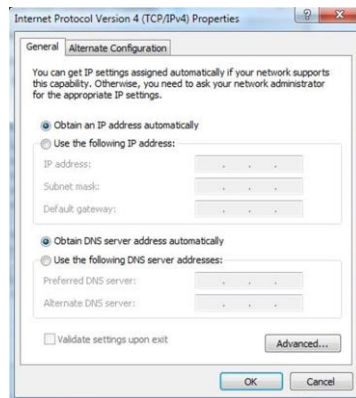 Internet Protocol Version 4 (TCP/IPv4) Properties
General
Alternate Configuration
You can get IP settings assigned automatically if your network supports
this capability. Otherwise, you need to ask your network administrator
for the appropriate IP settings.
Obtain an IP address automatically
Use the following IP address:
IP address:
Subnet mask:
Default gateway:
Obtain DNS server address automatically
Use the following DNS server addresses:
Preferred DNS server:
Alternate DNS server:
Validate settings upon exit
Advanced...
OK
Cancel